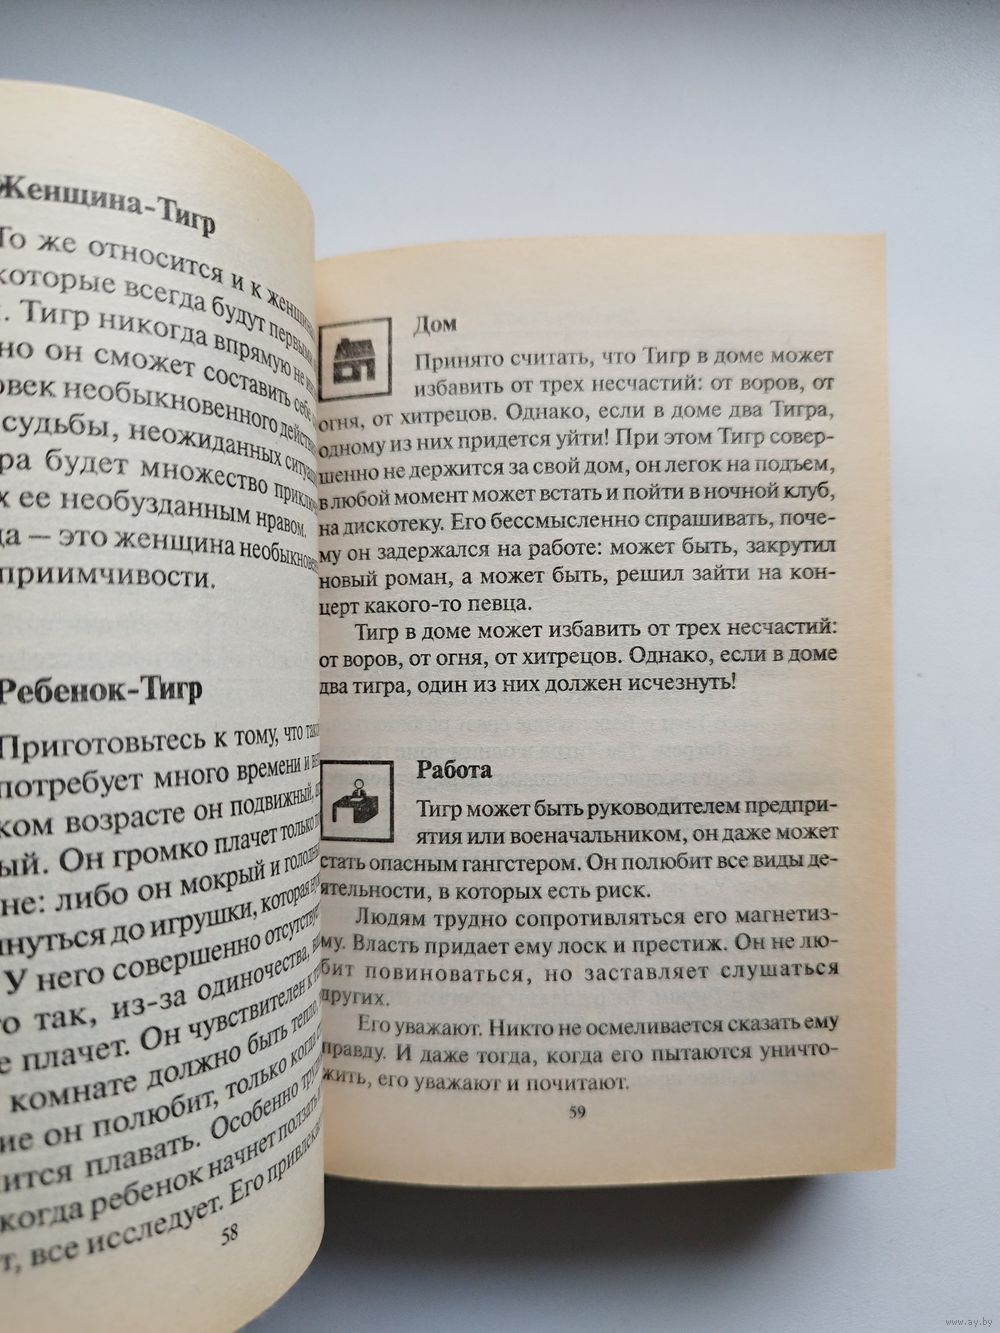 Женщина-Тигр
То же относится и к
которые всегда будут первыми
. Тигр никогда впрямую не
но он сможет составить себе
необыкновенного
судьбы, неожиданных
будет множество
ее необузданным нравом.
— это женщина
приимчивости.
Ребенок-Тигр
Приготовьтесь к тому, что
потребует много времени и
ком возрасте он подвижный,
ый. Он громко плачет только
не: либо он мокрый и
нуться до игрушки, которая
У него совершенно
так, из-за одиночества,
е плачет. Он чувствителен к
комнате должно быть тепло,
ие он полюбит, только когда
ится плавать. Особенно
когда ребенок начнет ползать
т, все исследует. Его
58
Дом
Принято считать, что Тигр в доме может
избавить от трех несчастий: от воров, от
огня, от хитрецов. Однако, если в доме два Тигра,
одному из них придется уйти! При этом Тигр совер-
шенно не держится за свой дом, он легок на подъем,
в любой момент может встать и пойти в ночной клуб,
на дискотеку. Его бессмысленно спрашивать, поче-
му он задержался на работе: может быть, закрутил
новый роман, а может быть, решил зайти на кон-
церт какого-то певца.
Тигр в доме может избавить от трех несчастий:
от воров, от огня, от хитрецов. Однако, если в доме
два тигра, один из них должен исчезнуть!
Работа
Тигр может быть руководителем предпри-
ятия или военачальником, он даже может
стать опасным гангстером. Он полюбит все виды де-
ятельности, в которых есть риск.
Людям трудно сопротивляться его магнетиз-
му. Власть придает ему лоск и престиж. Он не лю-
бит повиноваться, но заставляет слушаться
других.
Его уважают. Никто не осмеливается сказать ему
правду. И даже тогда, когда его пытаются уничто-
жить, его уважают и почитают.
59
www.ay.by